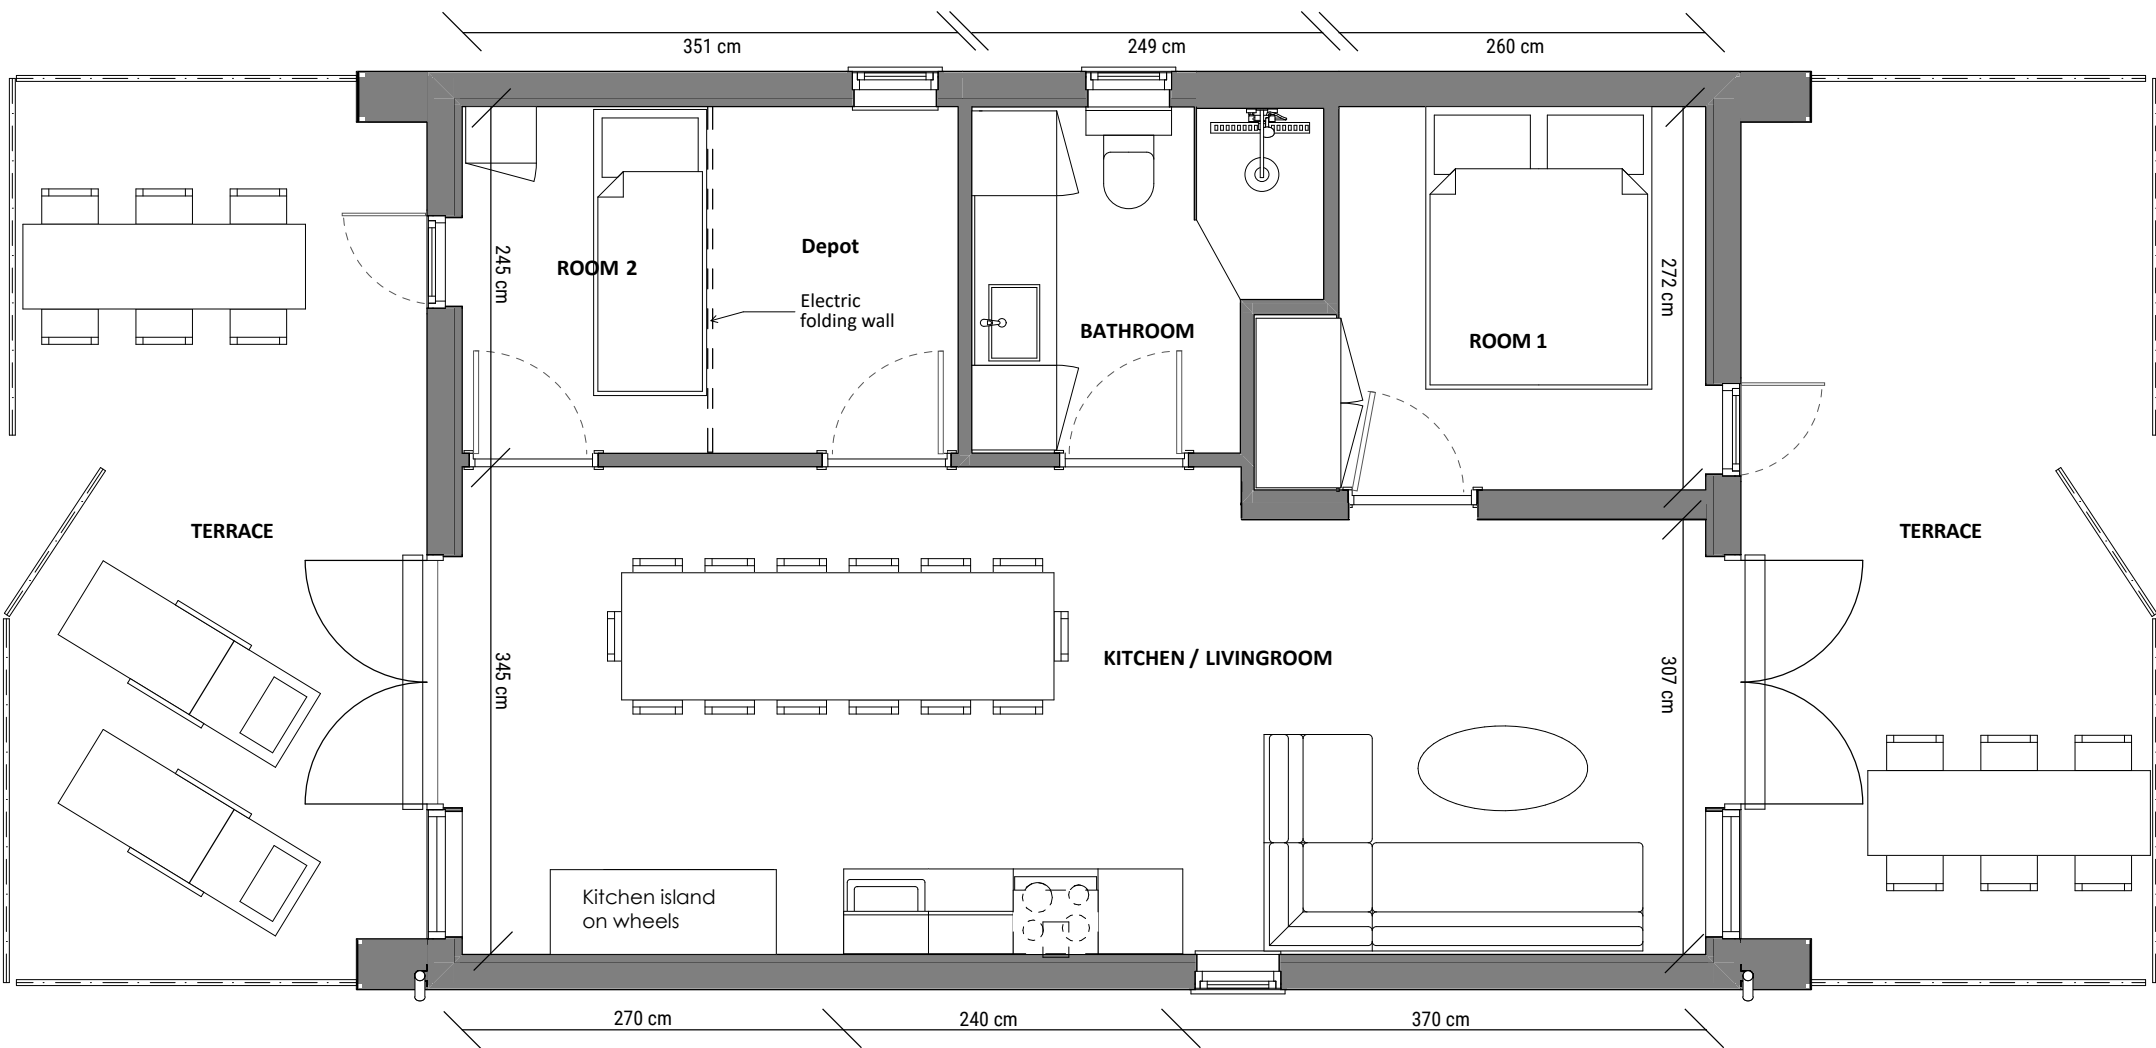 351 cm
249 cm
260 cm
245 cm
ROOM 2
Depot
Electric
folding wall
BATHROOM
ROOM 1
272 cm
TERRACE
TERRACE
345 cm
KITCHEN / LIVINGROOM
307 cm
Kitchen island
on wheels
270 cm
240 cm
370 cm